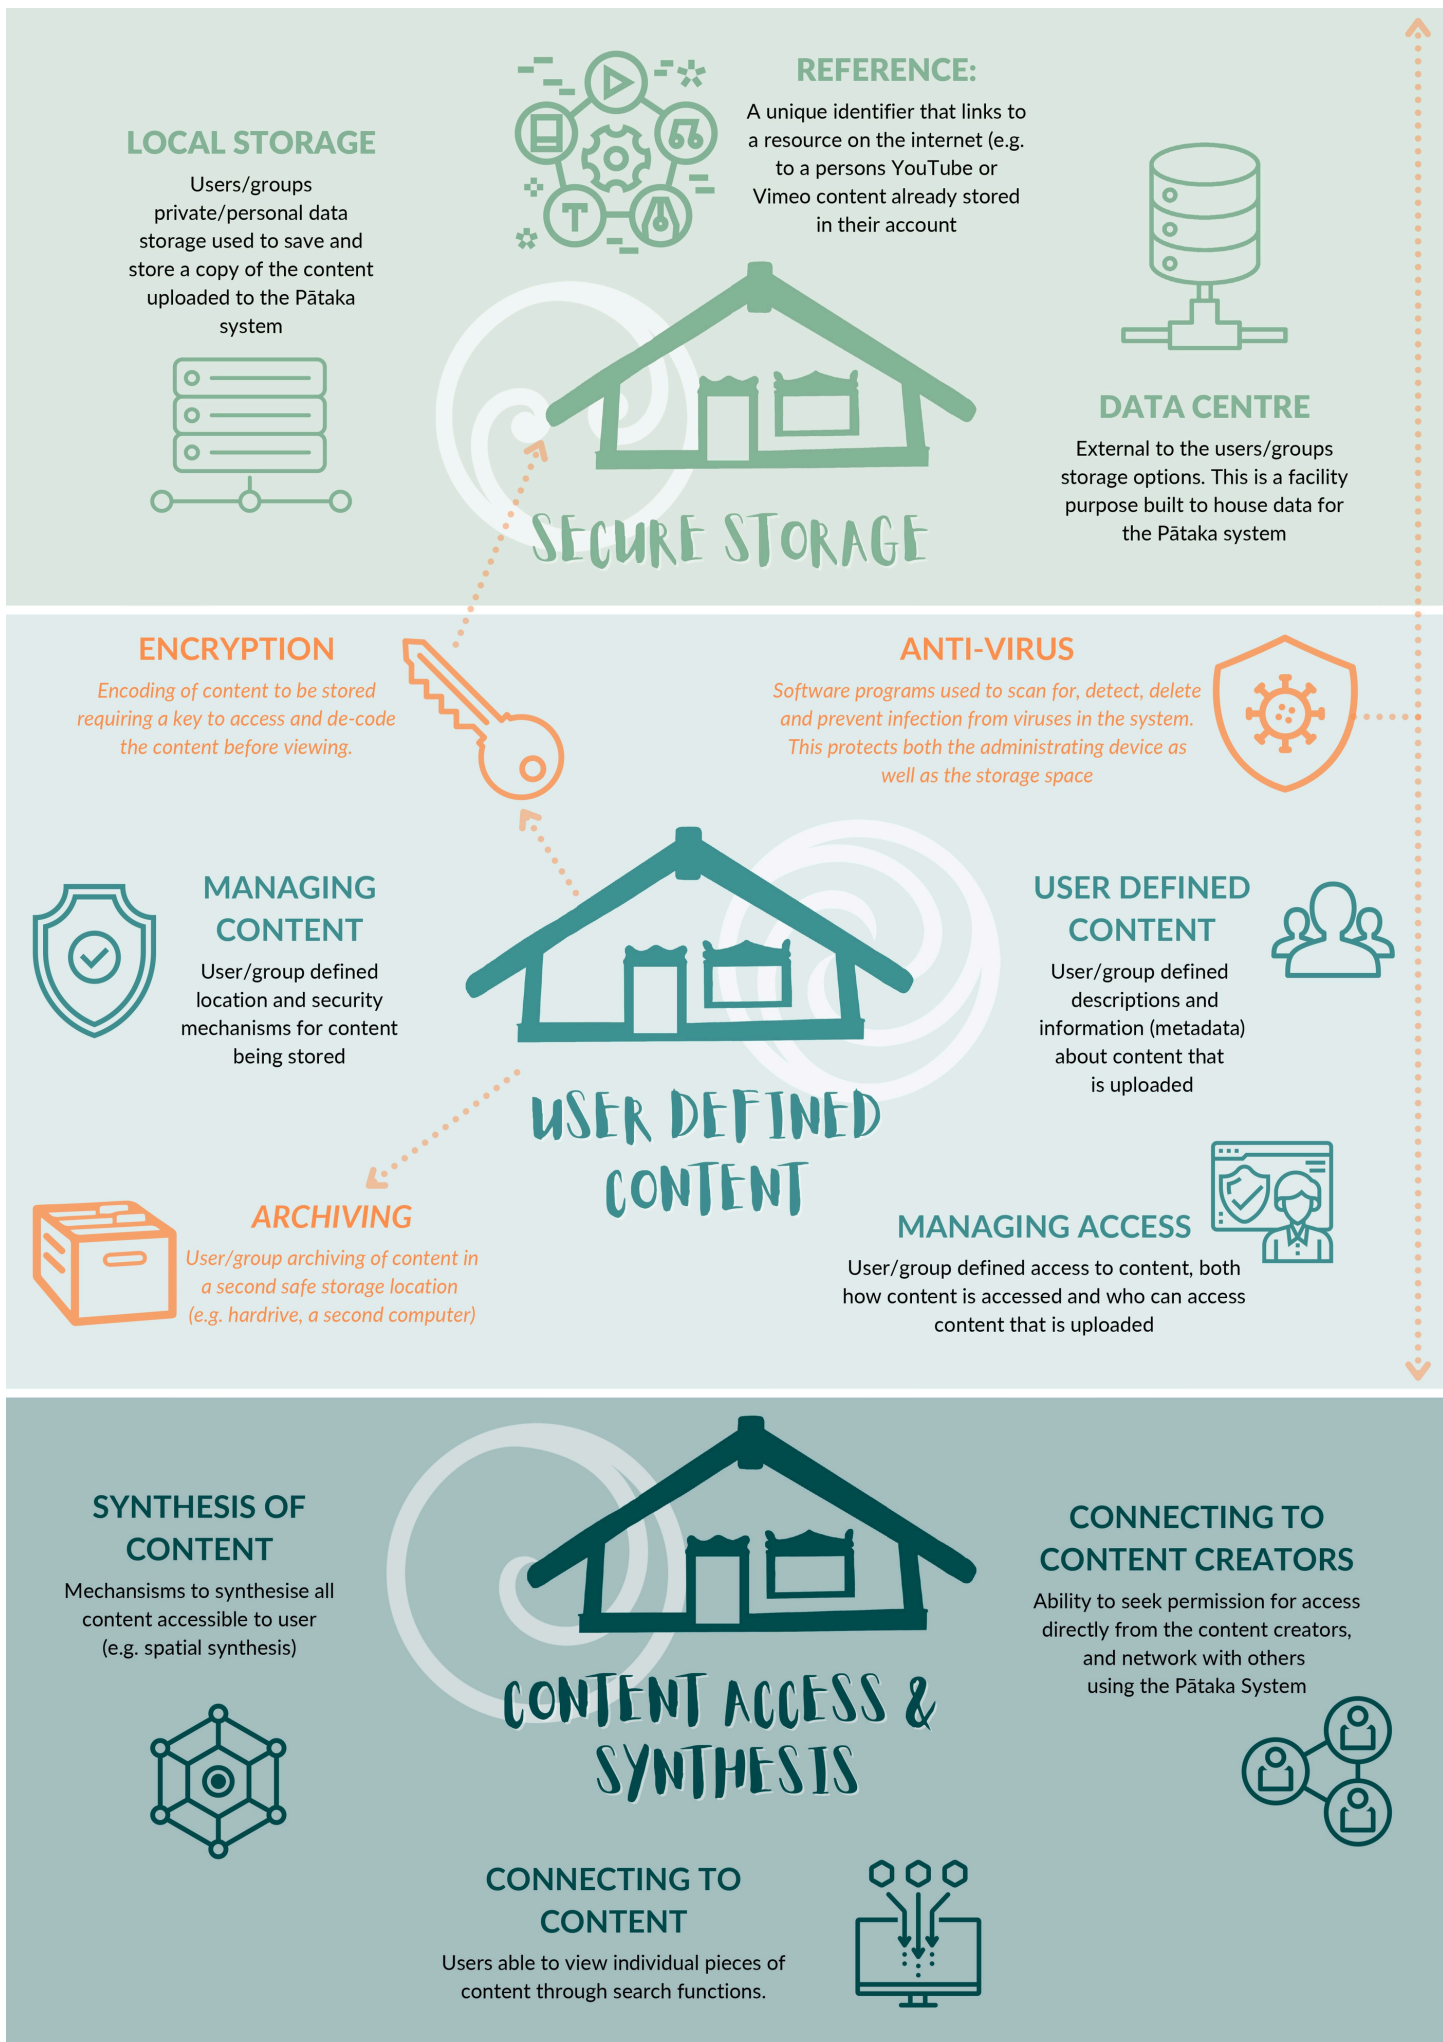 LOCAL STORAGE
Users/groups
private/personal data
storage used to save and
store a copy of the content
uploaded to the Pātaka
system
REFERENCE:
A unique identifier that links to
a resource on the internet (e.g.
to a persons YouTube or
Vimeo content already stored
in their account
T
DATA CENTRE
External to the users/groups
storage options. This is a facility
purpose built to house data for
the Pātaka system
SECURE STORAGE
ENCRYPTION
Encoding of content to be stored
requiring a key to access and de-code
the content before viewing.
ANTI-VIRUS
Software programs used to scan for, detect, delete
and prevent infection from viruses in the system.
This protects both the administrating device as
well as the storage space
MANAGING
CONTENT
User/group defined
location and security
mechanisms for content
being stored
USER DEFINED
CONTENT
User/group defined
descriptions and
information (metadata)
about content that
is uploaded
USER DEFINED
CONTENT
ARCHIVING
User/group archiving of content in
a second safe storage location
(e.g. hardrive, a second computer)
MANAGING ACCESS
User/group defined access to content, both
how content is accessed and who can access
content that is uploaded
SYNTHESIS OF
CONTENT
Mechansisms to synthesise all
content accessible to user
(e.g. spatial synthesis)
CONNECTING TO
CONTENT CREATORS
Ability to seek permission for access
directly from the content creators,
and network with others
using the Pātaka System
CONTENT ACCESS &
SYNTHESIS
CONNECTING TO
CONTENT
Users able to view individual pieces of
content through search functions.